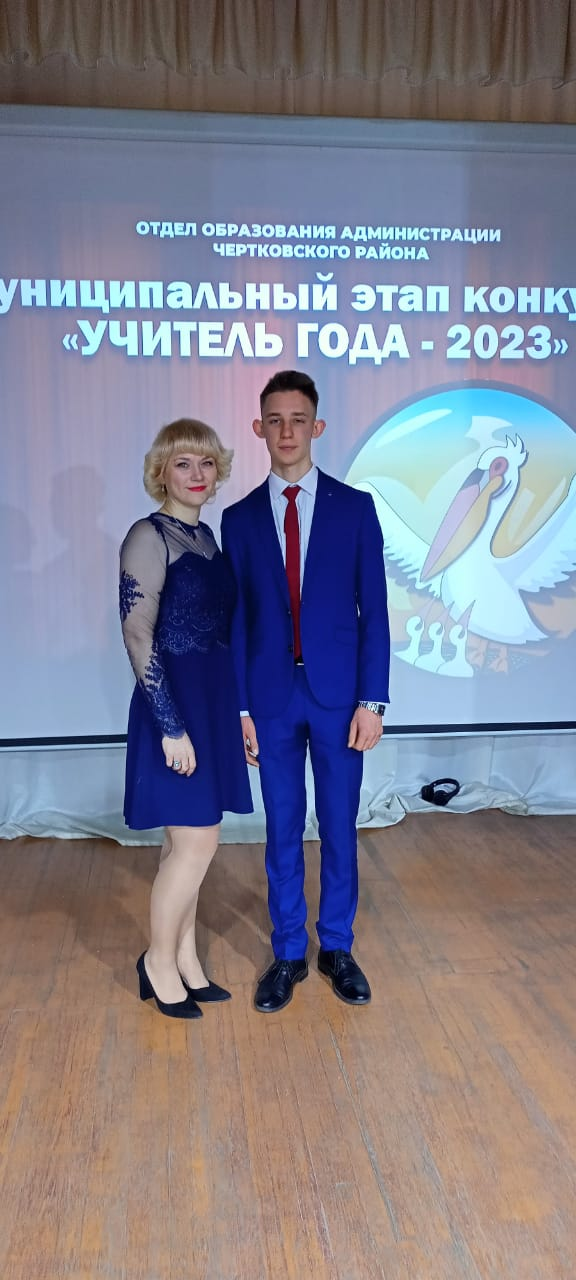 ОТДЕЛ ОБРАЗОВАНИЯ АДМИНИСТРАЦИИ
ЧЕРТКОВСКОГО РАЙОНА
униципальный этап конку
«УЧИТЕЛЬ ГОДА - 2023»